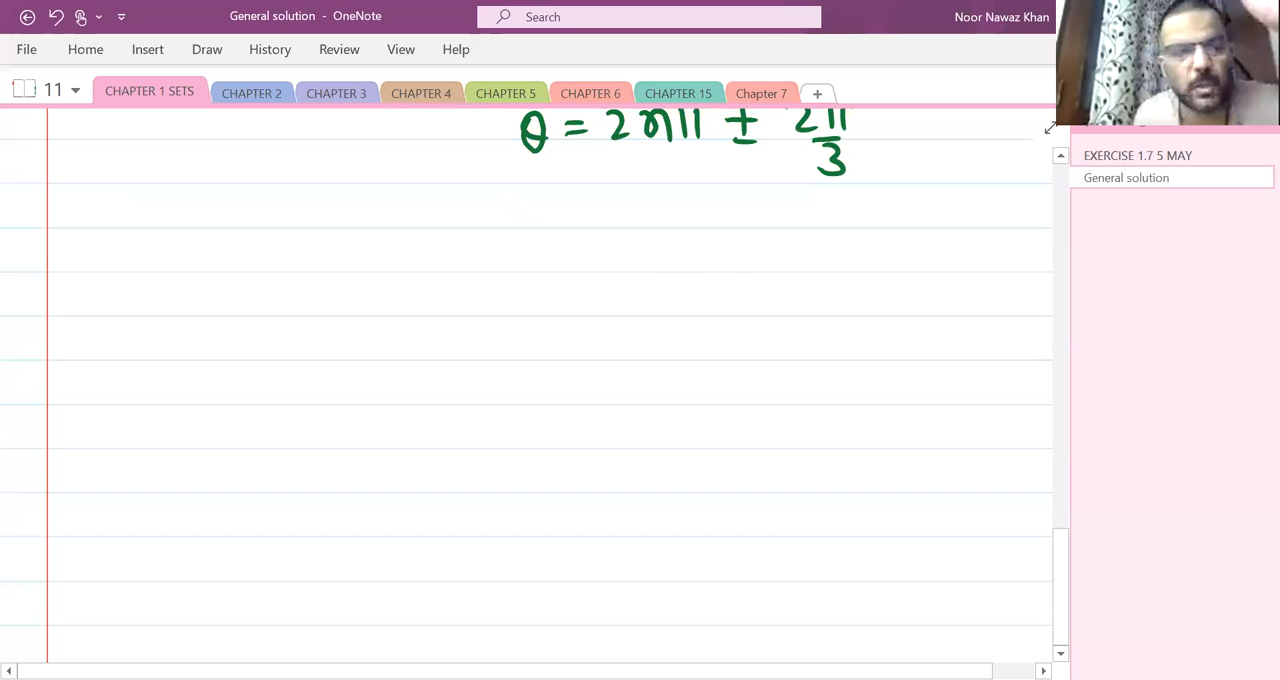 General solution - OneNote
Search
Noor Nawaz Khan
File Home Insert Draw History Review View Help
11 CHAPTER 1 SETS CHAPTER 2 CHAPTER 3 CHAPTER 4 CHAPTER 5 CHAPTER 6 CHAPTER 15 Chapter 7 +
θ = 2nπ ± 2π/3
EXERCISE 1.7 5 MAY
General solution